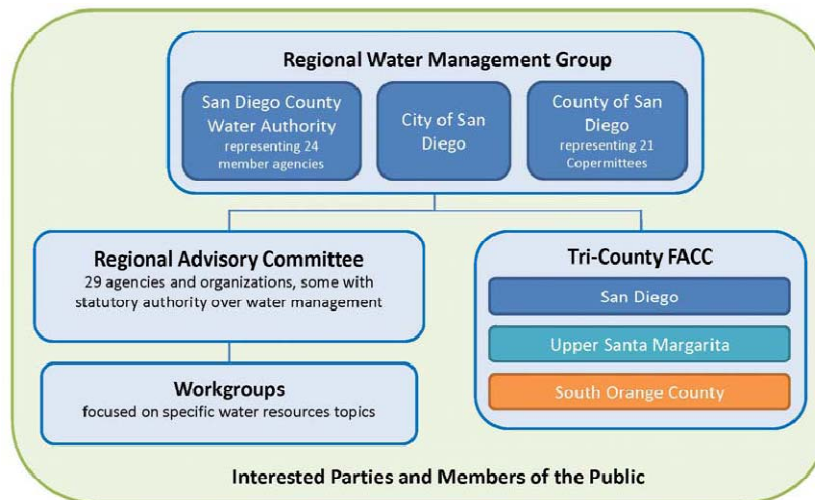 Regional Water Management Group
San Diego County
Water Authority
representing 24
member agencies
City of San
Diego
County of San
Diego
representing 21
Copermittees
Regional Advisory Committee
29 agencies and organizations, some with
statutory authority over water management
Workgroups
focused on specific water resources topics
Tri-County FACC
San Diego
Upper Santa Margarita
South Orange County
Interested Parties and Members of the Public